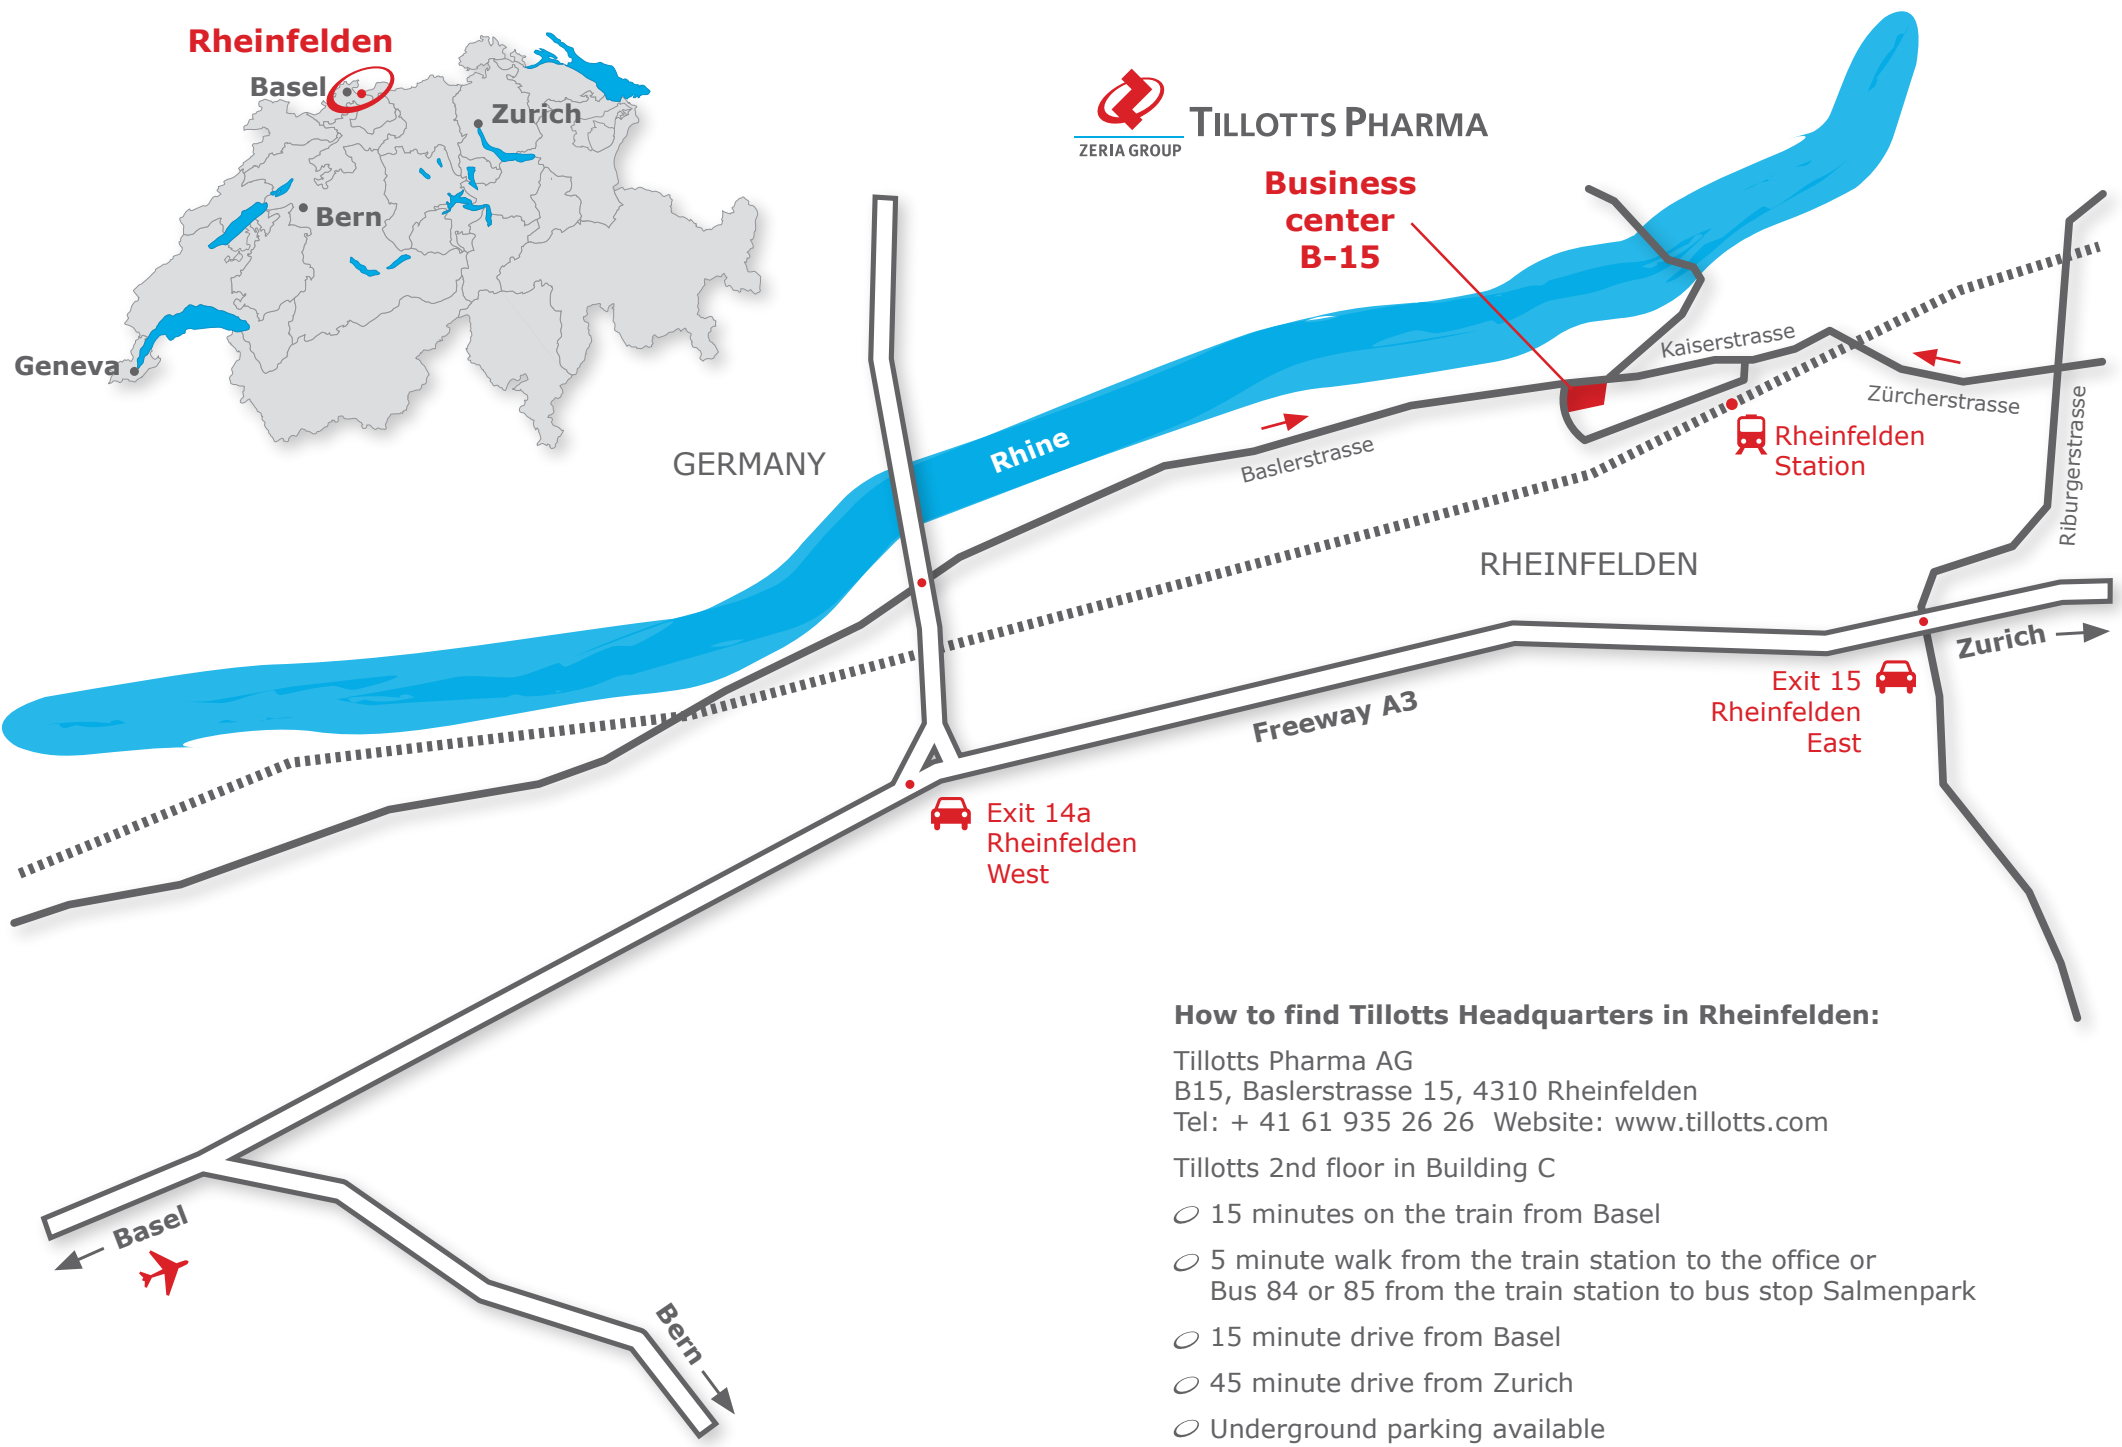 Rheinfelden
Basel
Zurich
Bern
Geneva
TILLOTTS PHARMA
ZERIA GROUP
Business
center
B-15
Kaiserstrasse
Zürcherstrasse
Riburgerstrasse
Baslerstrasse
Rhine
GERMANY
Rheinfelden
Station
RHEINFELDEN
Zurich
Exit 15
Rheinfelden
East
Freeway A3
Exit 14a
Rheinfelden
West
Basel
Bern
How to find Tillotts Headquarters in Rheinfelden:
Tillotts Pharma AG
B15, Baslerstrasse 15, 4310 Rheinfelden
Tel: + 41 61 935 26 26 Website: www.tillotts.com
Tillotts 2nd floor in Building C
15 minutes on the train from Basel
5 minute walk from the train station to the office or
Bus 84 or 85 from the train station to bus stop Salmenpark
15 minute drive from Basel
45 minute drive from Zurich
Underground parking available